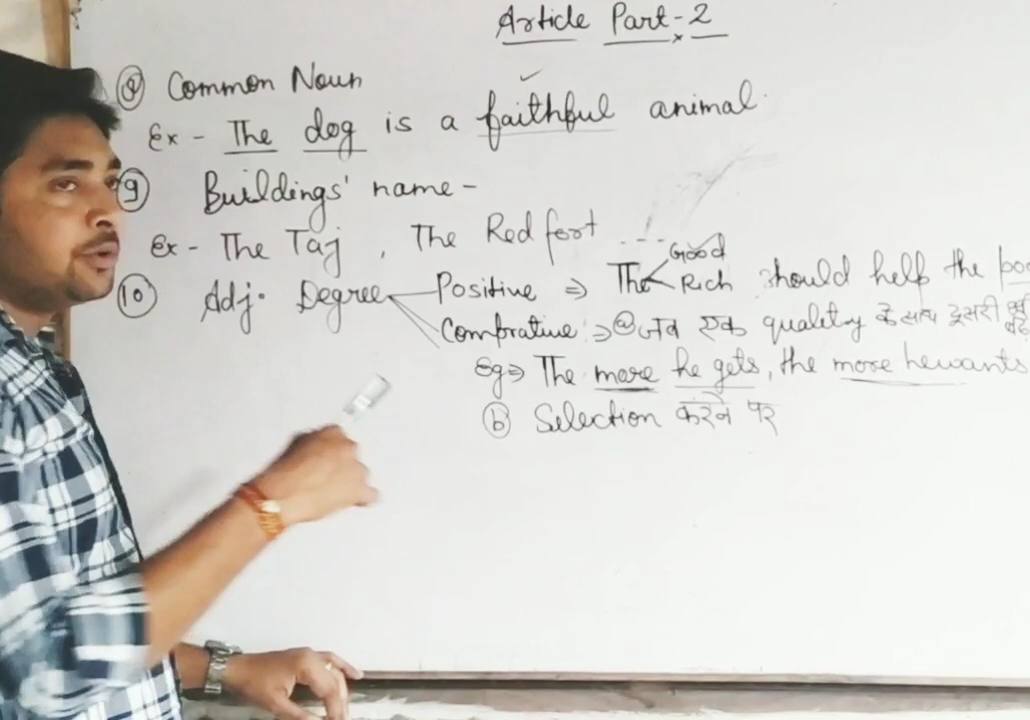 Article Part-2
8 Common Noun
Ex - The dog is a faithful animal.
9 Buildings' name -
Ex - The Taj, The Red fort ----
10 Adj. Degree Positive ⇒ The Good Rich should help the
Comprative ⇒ (a) जब एक quality के साथ दूसरी
Eg ⇒ The more he gets, the more he wants
(b) Selection करने पर